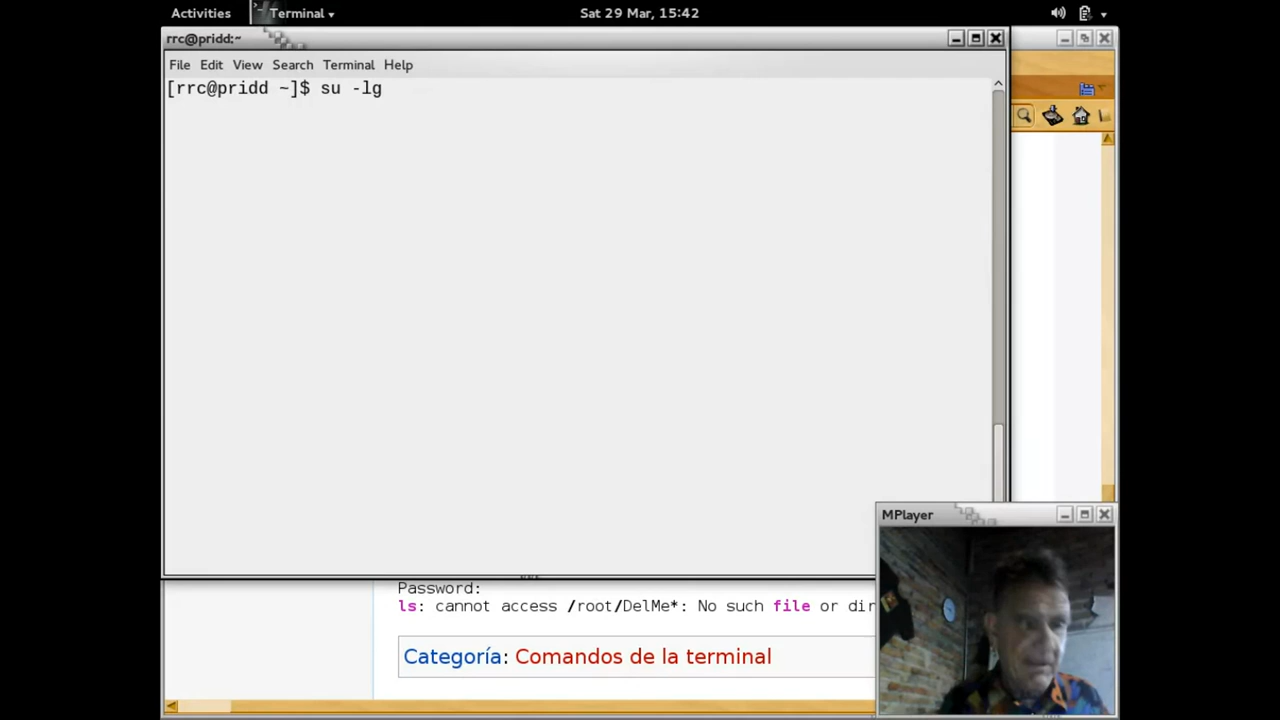 Activities Terminal Sat 29 Mar, 15:42
rrc@pridd:~
File Edit View Search Terminal Help
[rrc@pridd ~]$ su -lg
MPlayer
Password:
ls: cannot access /root/DelMe*: No such file or dir
Categoría: Comandos de la terminal